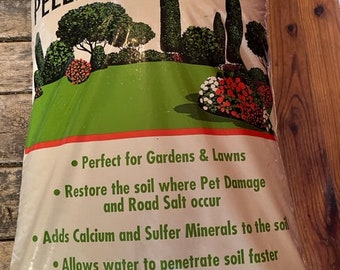 • Perfect for Gardens & Lawns
• Restore the soil where Pet Damage
and Road Salt occur
• Adds Calcium and Sulfer Minerals to the soil
• Allows water to penetrate soil faster